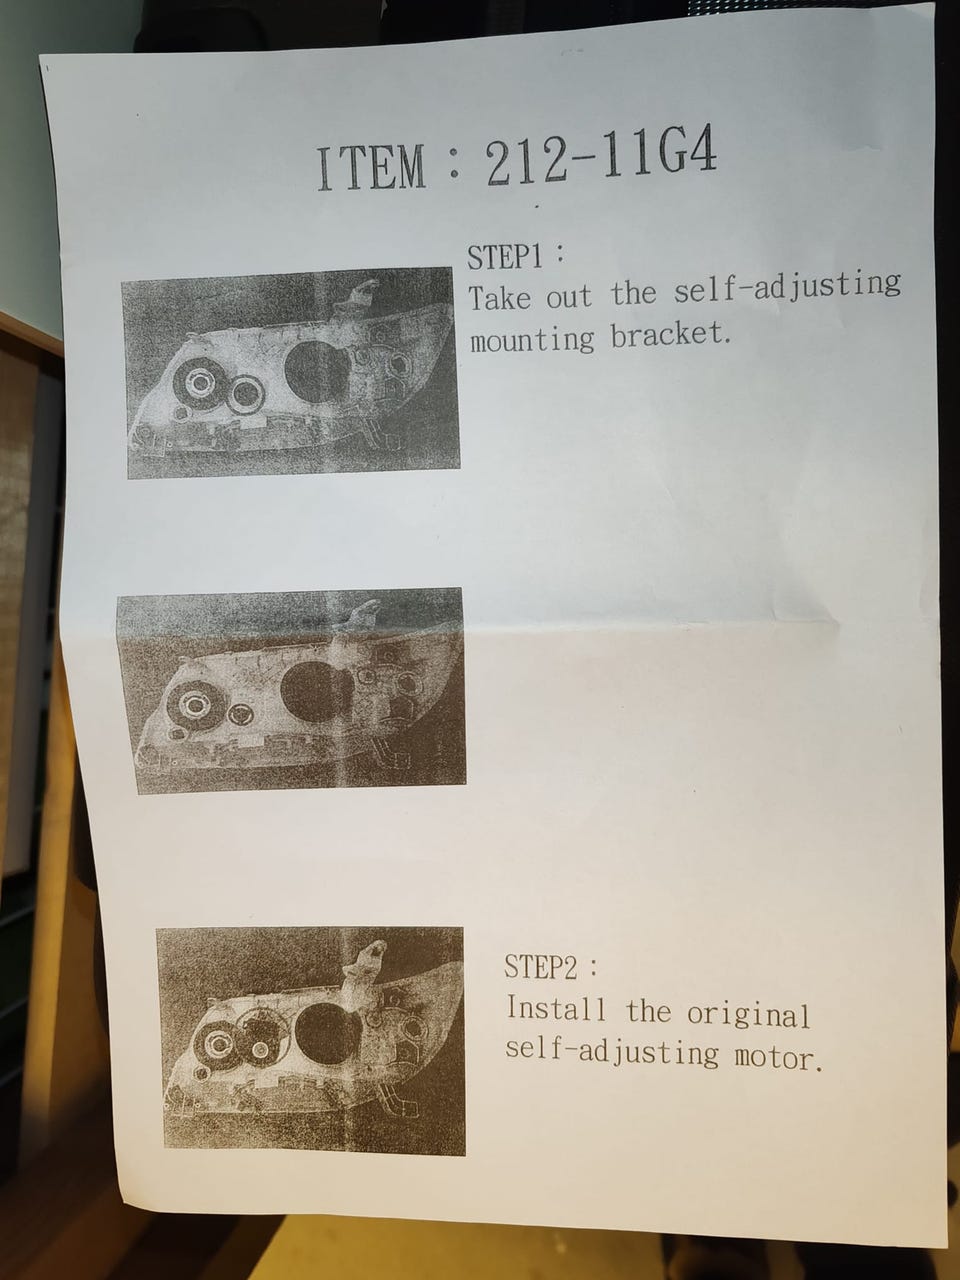 ITEM：212-11G4
STEP1：
Take out the self-adjusting
mounting bracket.
STEP2：
Install the original
self-adjusting motor.